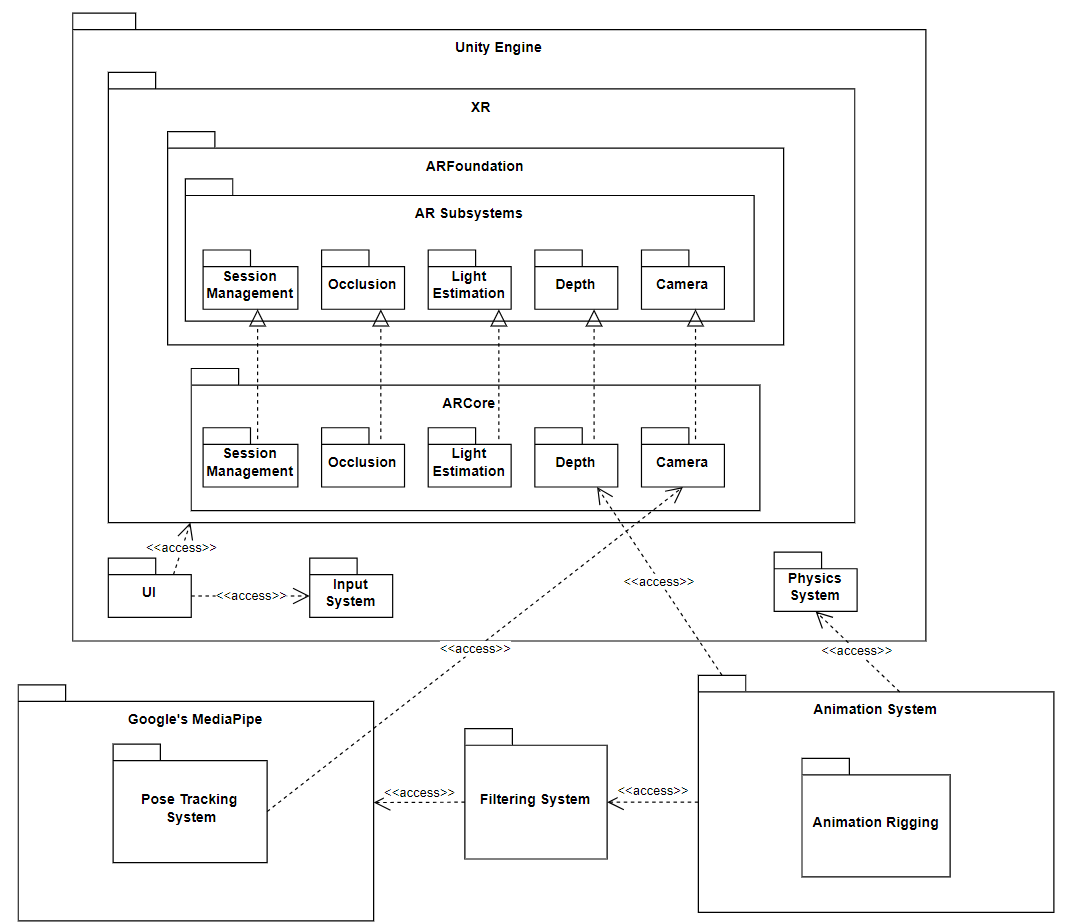 Unity Engine
XR
ARFoundation
AR Subsystems
Session
Management
Occlusion
Light
Estimation
Depth
Camera
ARCore
Session
Management
Occlusion
Light
Estimation
Depth
Camera
<<access>>
UI
<<access>>
Input
System
<<access>>
Physics
System
<<access>>
<<access>>
Google's MediaPipe
Pose Tracking
System
<<access>>
Filtering System
<<access>>
Animation System
Animation Rigging